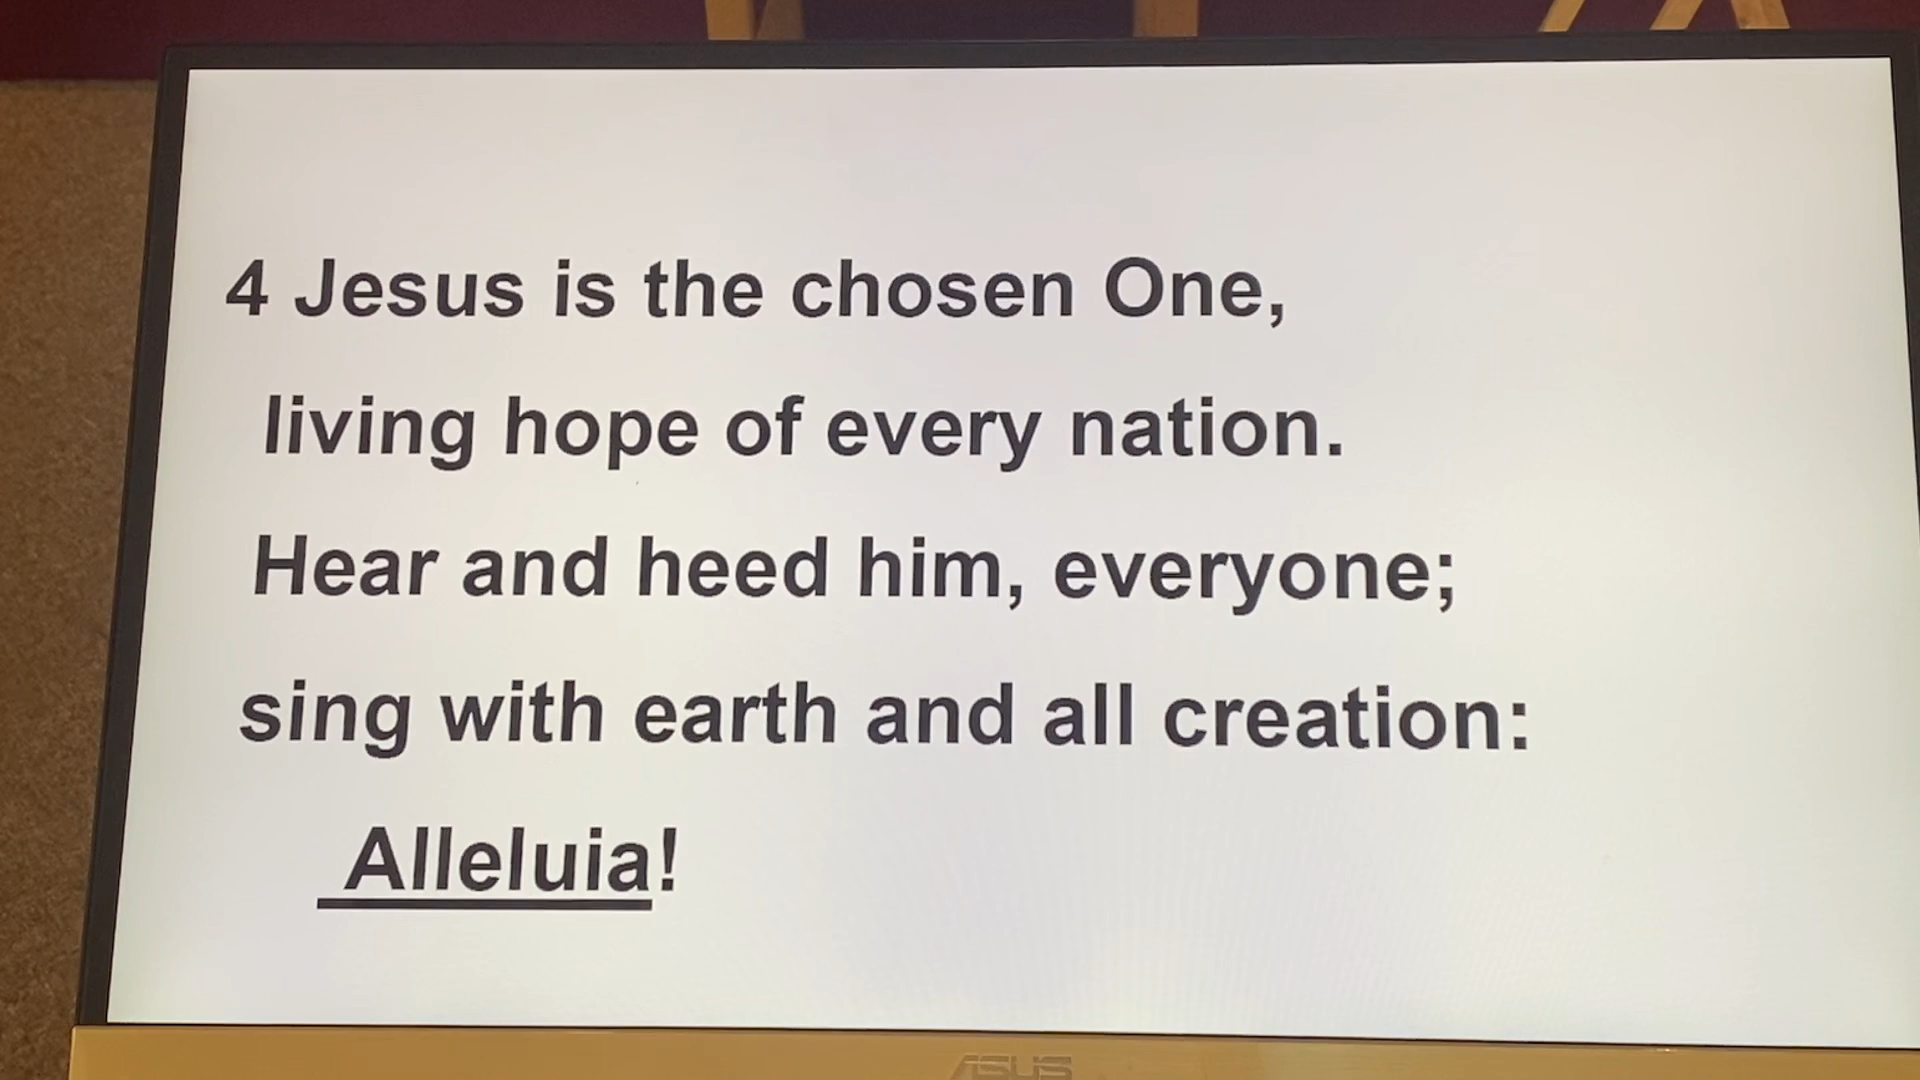 4 Jesus is the chosen One,
living hope of every nation.
Hear and heed him, everyone;
sing with earth and all creation:
Alleluia!
ASUS